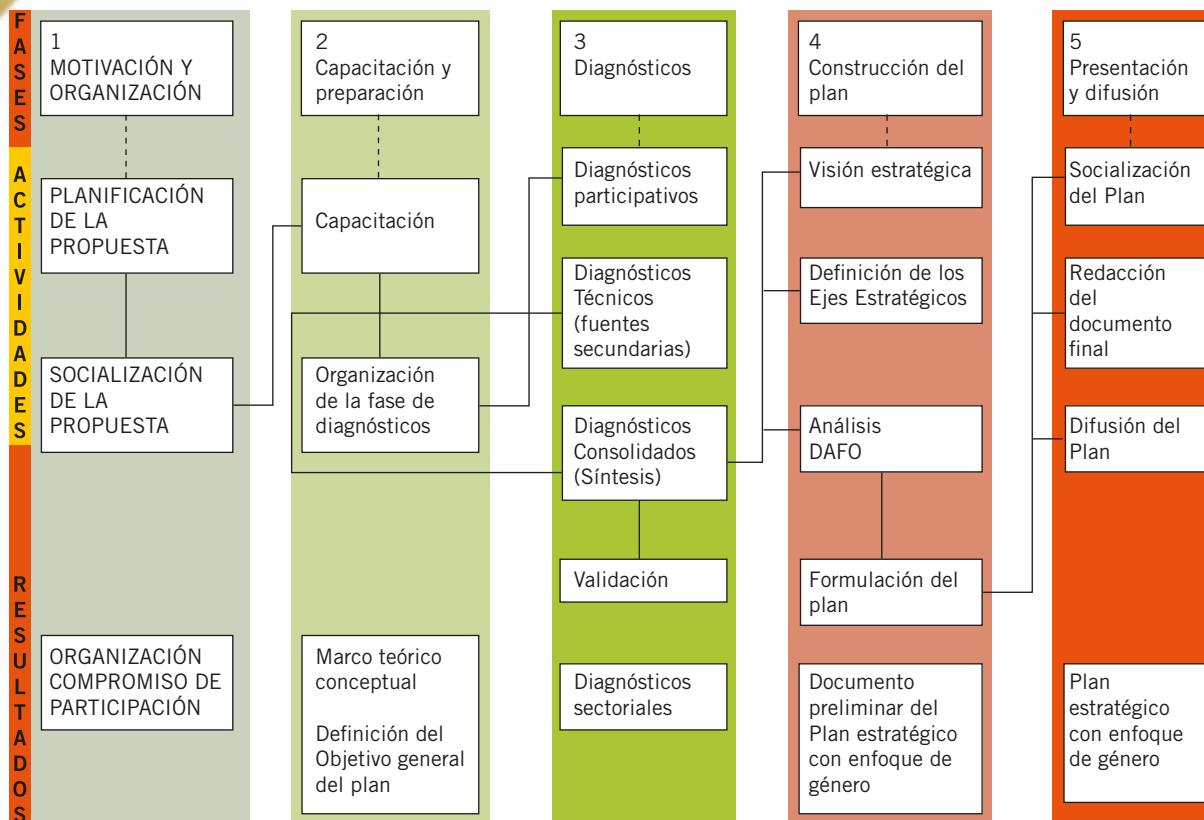 FASES
1
MOTIVACIÓN Y
ORGANIZACIÓN
2
Capacitación y
preparación
3
Diagnósticos
4
Construcción del
plan
5
Presentación
y difusión
ACTIVIDADES
PLANIFICACIÓN
DE LA
PROPUESTA
SOCIALIZACIÓN
DE LA
PROPUESTA
Capacitación
Organización
de la fase de
diagnósticos
Diagnósticos
participativos
Diagnósticos
Técnicos
(fuentes
secundarias)
Diagnósticos
Consolidados
(Síntesis)
Validación
Visión estratégica
Definición de los
Ejes Estratégicos
Análisis
DAFO
Formulación del
plan
Socialización
del Plan
Redacción
del
documento
final
Difusión del
Plan
RESULTADOS
ORGANIZACIÓN
COMPROMISO DE
PARTICIPACIÓN
Marco teórico
conceptual
Definición del
Objetivo general
del plan
Diagnósticos
sectoriales
Documento
preliminar del
Plan estratégico
con enfoque de
género
Plan
estratégico
con enfoque
de género